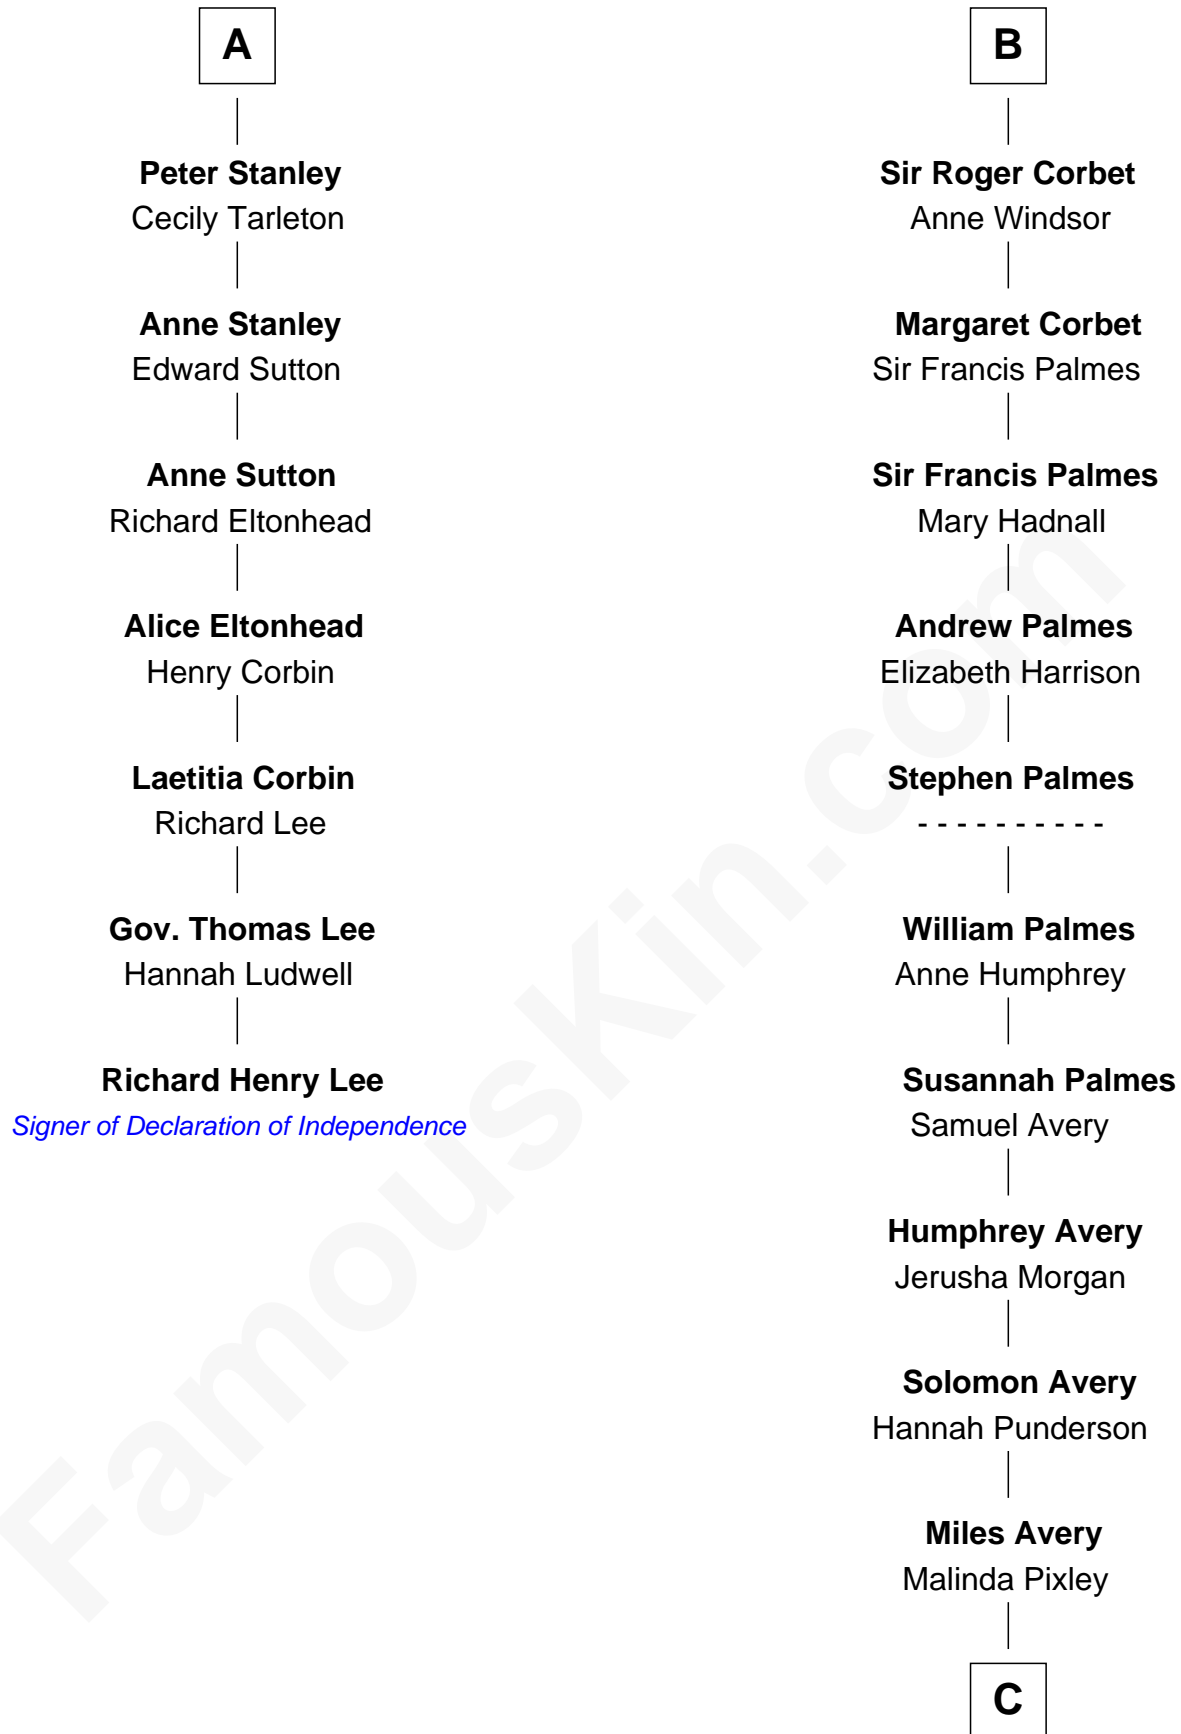 A
Peter Stanley
Cecily Tarleton
Anne Stanley
Edward Sutton
Anne Sutton
Richard Eltonhead
Alice Eltonhead
Henry Corbin
Laetitia Corbin
Richard Lee
Gov. Thomas Lee
Hannah Ludwell
Richard Henry Lee
Signer of Declaration of Independence
B
Sir Roger Corbet
Anne Windsor
Margaret Corbet
Sir Francis Palmes
Sir Francis Palmes
Mary Hadnall
Andrew Palmes
Elizabeth Harrison
Stephen Palmes
- - - - - - - - - -
William Palmes
Anne Humphrey
Susannah Palmes
Samuel Avery
Humphrey Avery
Jerusha Morgan
Solomon Avery
Hannah Punderson
Miles Avery
Malinda Pixley
C
FamousKin.com